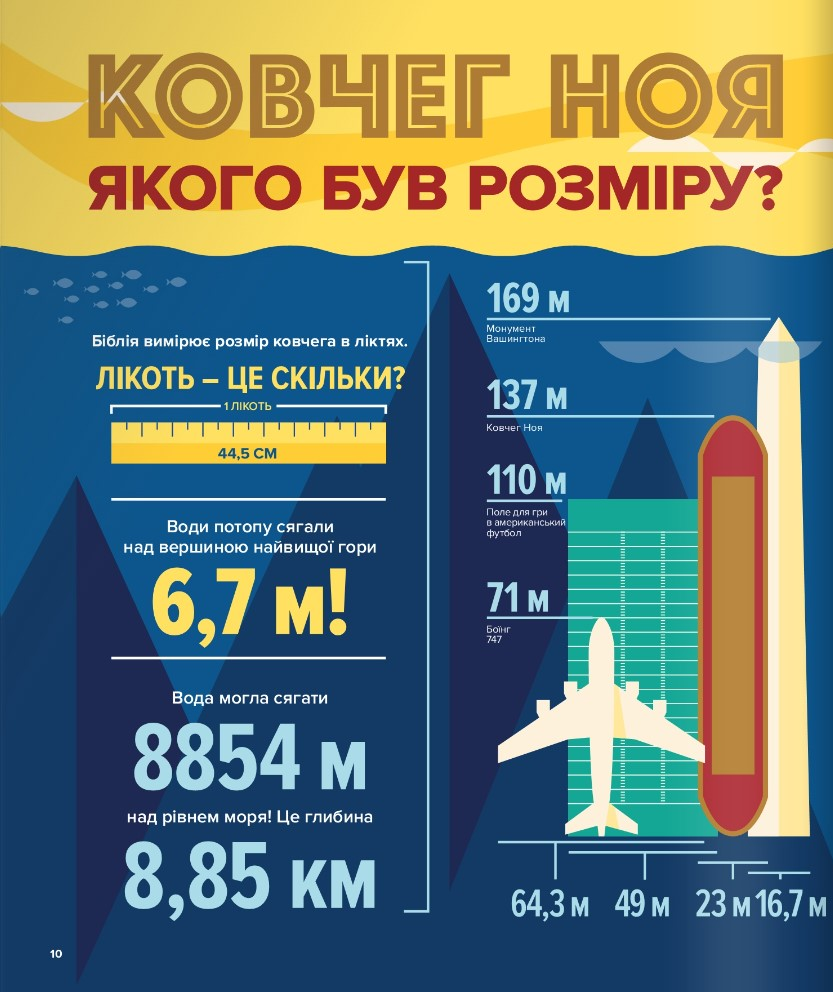 КОВЧЕГ НОЯ
ЯКОГО БУВ РОЗМІРУ?
Біблія вимірює розмір ковчега в ліктях.
ЛІКОТЬ – ЦЕ СКІЛЬКИ?
1 ЛІКОТЬ
44,5 СМ
Води потопу сягали
над вершиною найвищої гори
6,7 м!
Вода могла сягати
8854 м
над рівнем моря! Це глибина
8,85 км
169 м
Монумент
Вашингтона
137 м
Ковчег Ноя
110 м
Поле для гри
в американський
футбол
71 м
Боїнг
747
64,3 м 49 м 23 м 16,7 м
10